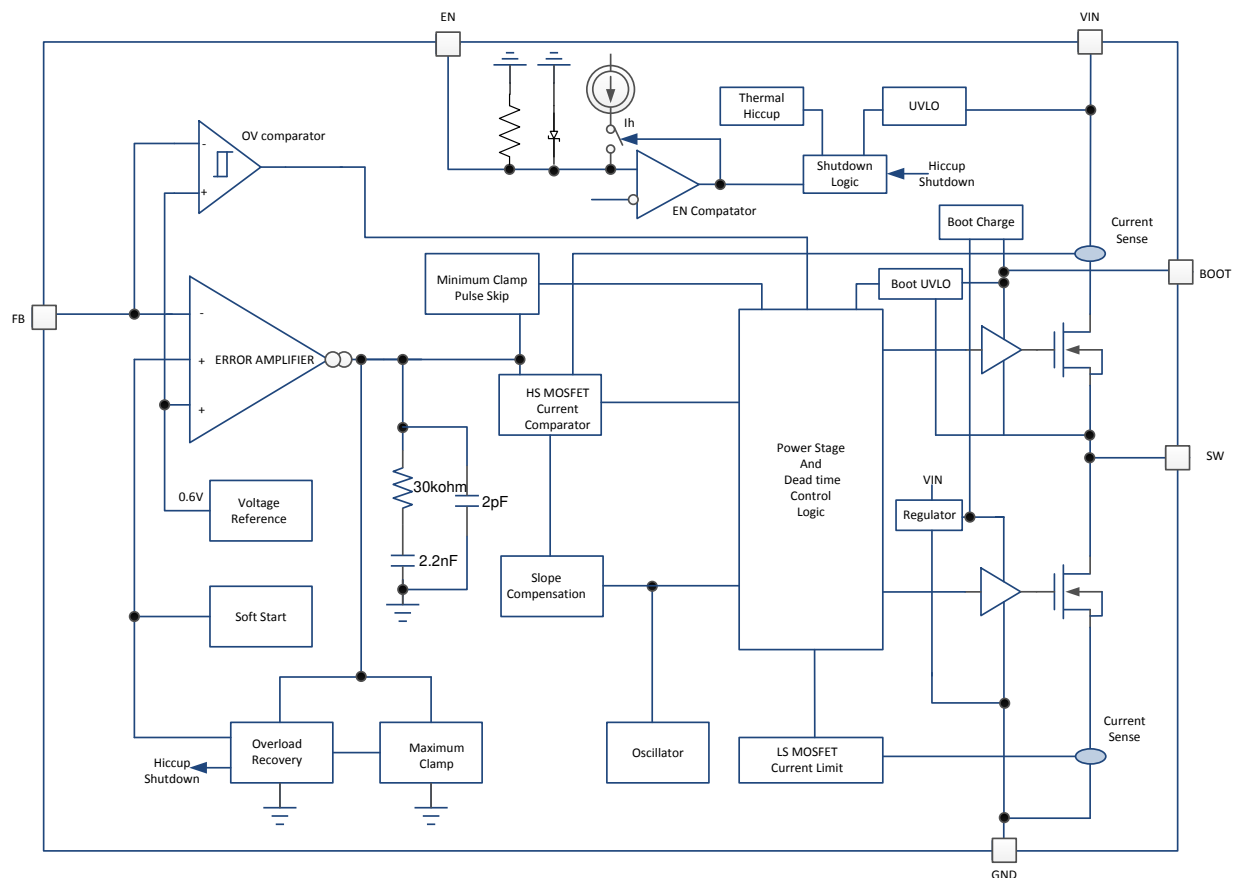 EN
VIN
Thermal
Hiccup
UVLO
OV comparator
Ih
-
+
Shutdown
Logic
Hiccup
Shutdown
EN Compatator
Boot Charge
Current
Sense
BOOT
Minimum Clamp
Pulse Skip
Boot UVLO
FB
-
+
+
ERROR AMPLIFIER
HS MOSFET
Current
Comparator
Power Stage
And
Dead time
Control
Logic
SW
30kohm
2pF
2.2nF
0.6V
Voltage
Reference
VIN
Regulator
Slope
Compensation
Soft Start
Overload
Recovery
Maximum
Clamp
Hiccup
Shutdown
Oscillator
LS MOSFET
Current Limit
Current
Sense
GND